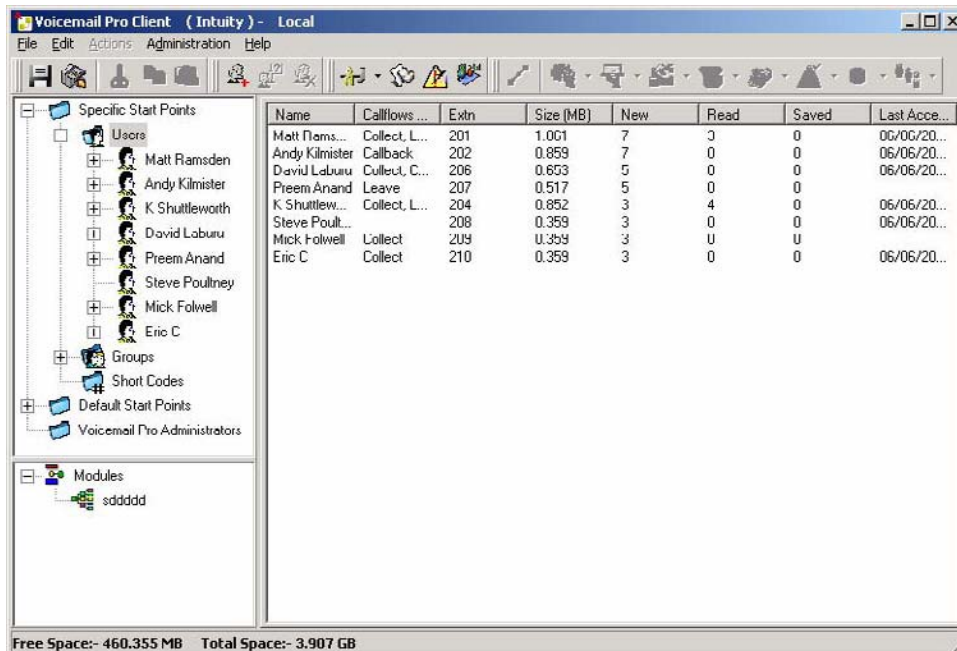 Voicemail Pro Client ( Intuity ) - Local
File Edit Actions Administration Help
Specific Start Points
Users
Matt Ramsden
Andy Kilmister
K Shuttleworth
David Laburu
Preem Anand
Steve Poultney
Mick Folwell
Eric C
Groups
Short Codes
Default Start Points
Voicemail Pro Administrators
Modules
sddddd
Name Callflows ... Extn Size (MB) New Read Saved Last Acce...
Matt Rams... Collect, L... 201 1.061 7 3 0 06/06/20...
Andy Kilmister Callback 202 0.859 7 0 0 06/06/20...
David Laburu Collect, C... 206 0.653 5 0 0 06/06/20...
Preem Anand Leave 207 0.517 5 0 0
K Shuttlew... Collect, L... 204 0.852 3 4 0 06/06/20...
Steve Poult... 208 0.359 3 0 0 06/06/20...
Mick Folwell Collect 209 0.359 3 0 0
Eric C Collect 210 0.359 3 0 0 06/06/20...
Free Space:- 460.355 MB Total Space:- 3.907 GB